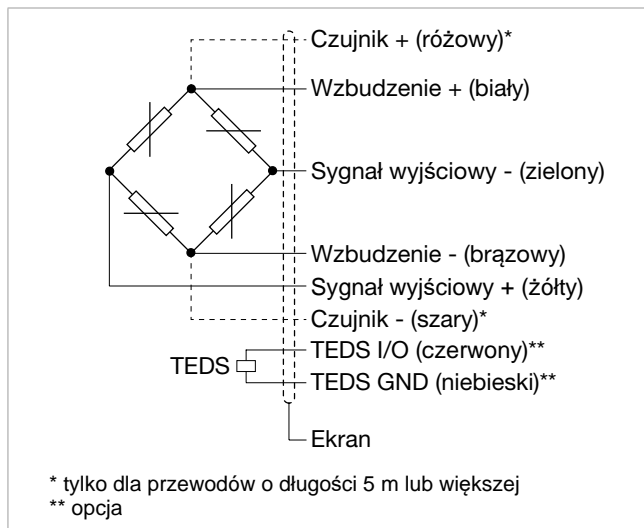 Czujnik + (różowy)*
Wzbudzenie + (biały)
Sygnał wyjściowy - (zielony)
Wzbudzenie - (brązowy)
Sygnał wyjściowy + (żółty)
Czujnik - (szary)*
TEDS I/O (czerwony)**
TEDS
TEDS GND (niebieski)**
Ekran
* tylko dla przewodów o długości 5 m lub większej
** opcja